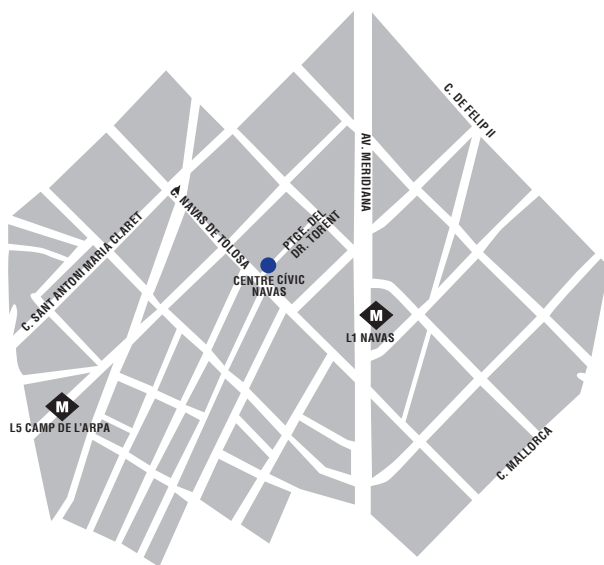 C. DE FELIP II
AV. MERIDIANA
C. NAVAS DE TOLOSA
PTGE. DEL
DR. TORENT
C. SANT ANTONI MARIA CLARET
CENTRE CÍVIC
NAVAS
M
L1 NAVAS
M
L5 CAMP DE L'ARPA
C. MALLORCA